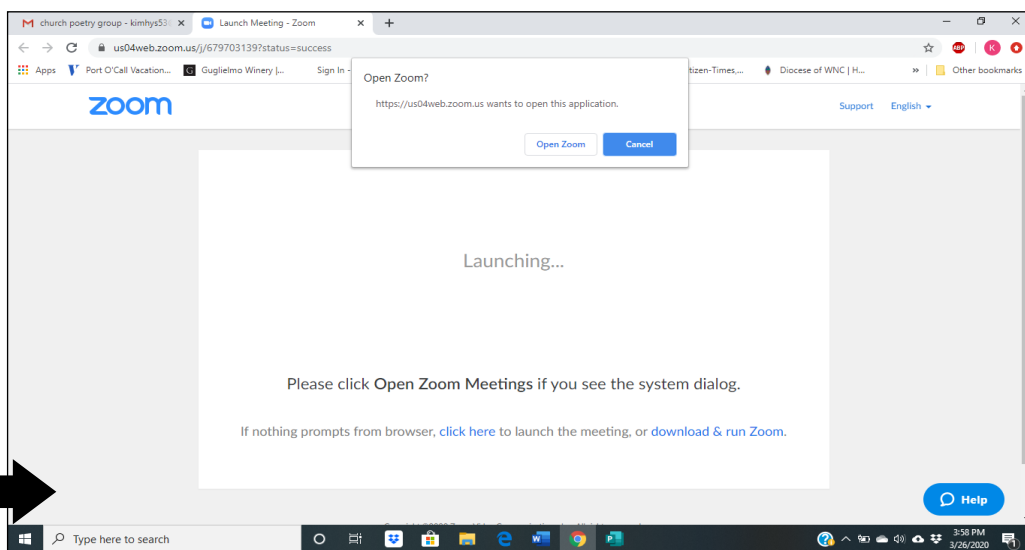 church poetry group - kimhys53
Launch Meeting - Zoom
us04web.zoom.us/j/679703139?status=success
ABP
K
Apps
Port O'Call Vacation...
G
Guglielmo Winery |...
Sign In -
tizen-Times,...
Diocese of WNC | H...
»
Other bookmarks
Open Zoom?
https://us04web.zoom.us wants to open this application.
Open Zoom
Cancel
zoom
Support
English
Launching...
Please click Open Zoom Meetings if you see the system dialog.
If nothing prompts from browser, click here to launch the meeting, or download & run Zoom.
Help
Type here to search
3:58 PM
3/26/2020